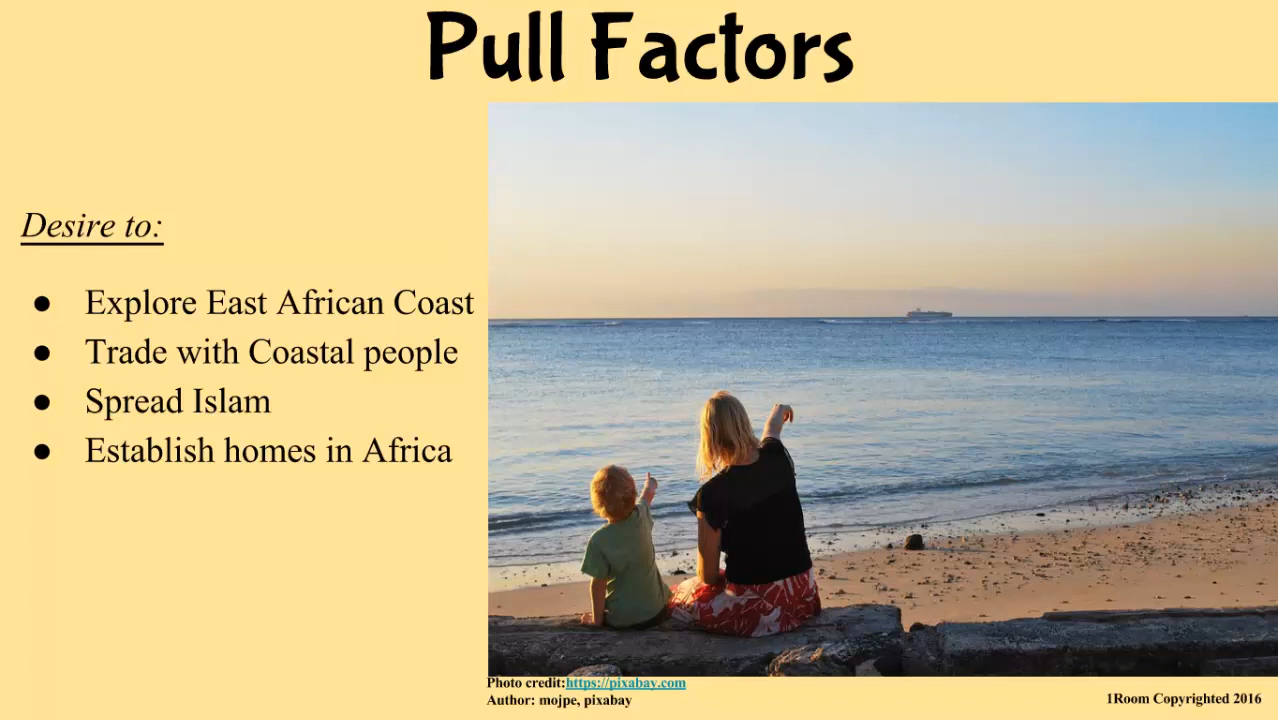 Pull Factors
Desire to:
● Explore East African Coast
● Trade with Coastal people
● Spread Islam
● Establish homes in Africa
Photo credit:https://pixabay.com
Author: mojpe, pixabay
1Room Copyrighted 2016